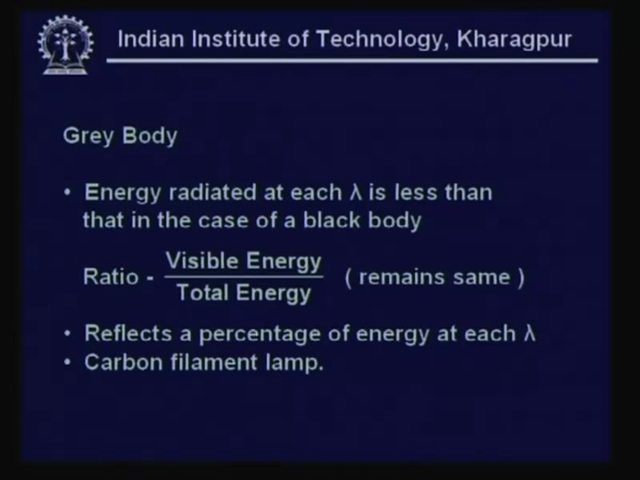 Indian Institute of Technology, Kharagpur
Grey Body
• Energy radiated at each λ is less than
that in the case of a black body
Ratio - Visible Energy / Total Energy ( remains same )
• Reflects a percentage of energy at each λ
• Carbon filament lamp.